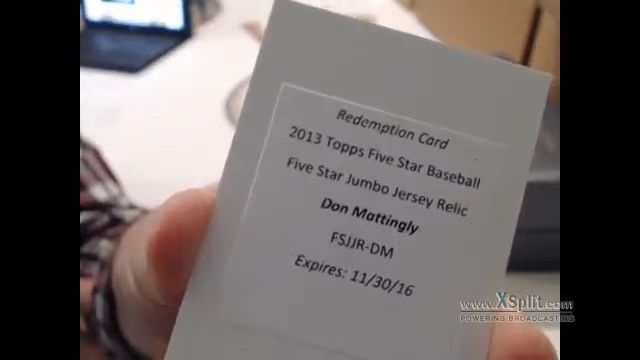 Redemption Card
2013 Topps Five Star Baseball
Five Star Jumbo Jersey Relic
Don Mattingly
FSJJR-DM
Expires: 11/30/16
www.XSplit.com
POWERING BROADCASTING